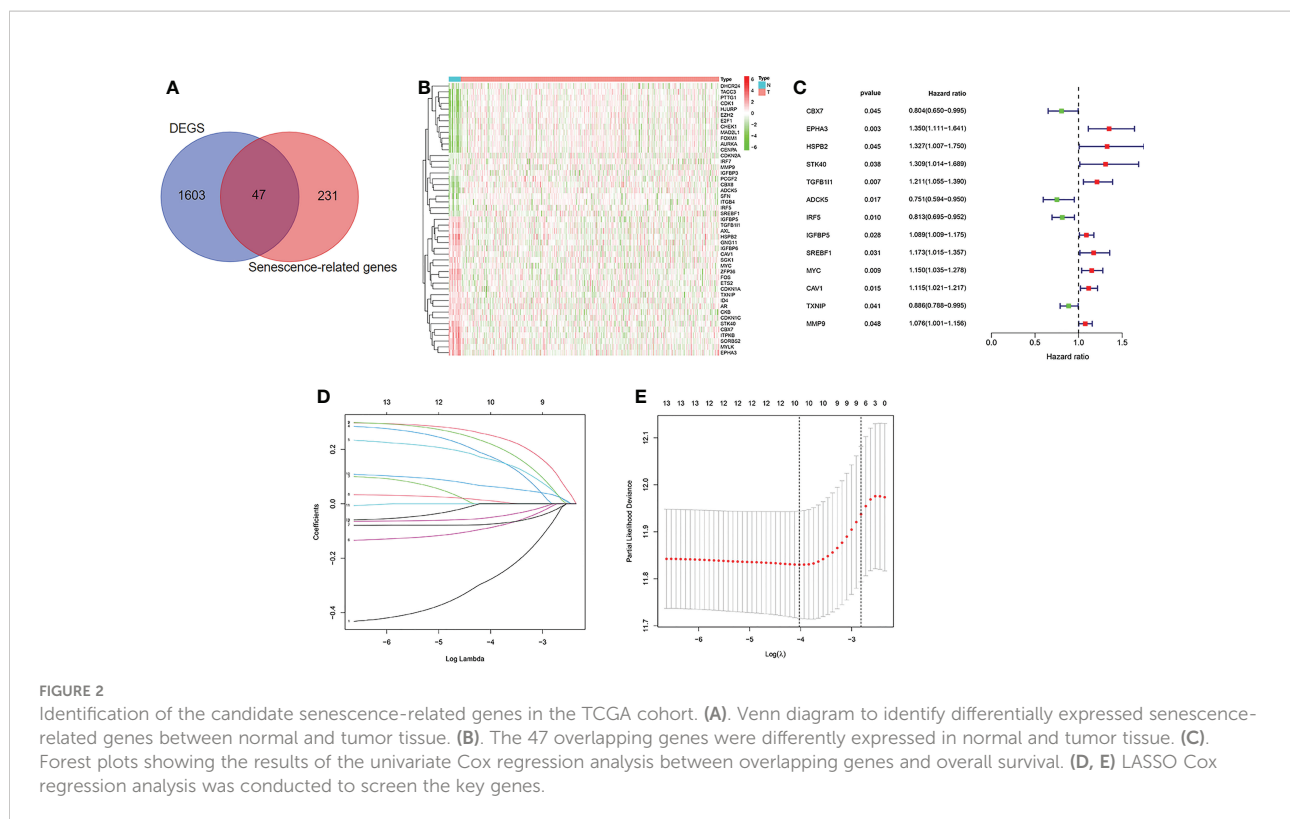 A
DEGS
1603
47
231
Senescence-related genes
B
Type
Type
N
T
6
4
2
0
−2
−4
−6
DHCR24
TACC3
PTTG1
CDK1
HJURP
EZH2
E2F1
CHEK1
MAD2L1
FOXM1
AURKA
CENPA
CDKN2A
IRF7
MMP9
IGFBP3
PCGF2
CBX8
ADCK5
SFN
ITGB4
IRF5
SREBF1
IGFBP5
TGFB1I1
AXL
HSPB2
GNG11
IGFBP6
CAV1
SGK1
MYC
ZFP36
FOS
ETS2
CDKN1A
TXNIP
ID4
AR
CKB
CDKN1C
STK40
CBX7
ITPKB
SORBS2
MYLK
EPHA3
C
pvalue Hazard ratio
CBX7 0.045 0.804(0.650−0.995)
EPHA3 0.003 1.350(1.111−1.641)
HSPB2 0.045 1.327(1.007−1.750)
STK40 0.038 1.309(1.014−1.689)
TGFB1I1 0.007 1.211(1.055−1.390)
ADCK5 0.017 0.751(0.594−0.950)
IRF5 0.010 0.813(0.695−0.952)
IGFBP5 0.028 1.089(1.009−1.175)
SREBF1 0.031 1.173(1.015−1.357)
MYC 0.009 1.150(1.035−1.278)
CAV1 0.015 1.115(1.021−1.217)
TXNIP 0.041 0.886(0.788−0.995)
MMP9 0.048 1.076(1.001−1.156)
0.0 0.5 1.0 1.5
Hazard ratio
D
13 12 10 9
0.2
0.0
−0.2
−0.4
Coefficients
−6 −5 −4 −3
Log Lambda
E
13 13 13 12 12 12 12 12 12 10 10 10 9 9 9 6 3 0
12.1
12.0
11.9
11.8
11.7
Partial Likelihood Deviance
−6 −5 −4 −3
Log(λ)
FIGURE 2
Identification of the candidate senescence-related genes in the TCGA cohort. (A). Venn diagram to identify differentially expressed senescence-
related genes between normal and tumor tissue. (B). The 47 overlapping genes were differently expressed in normal and tumor tissue. (C).
Forest plots showing the results of the univariate Cox regression analysis between overlapping genes and overall survival. (D, E) LASSO Cox
regression analysis was conducted to screen the key genes.